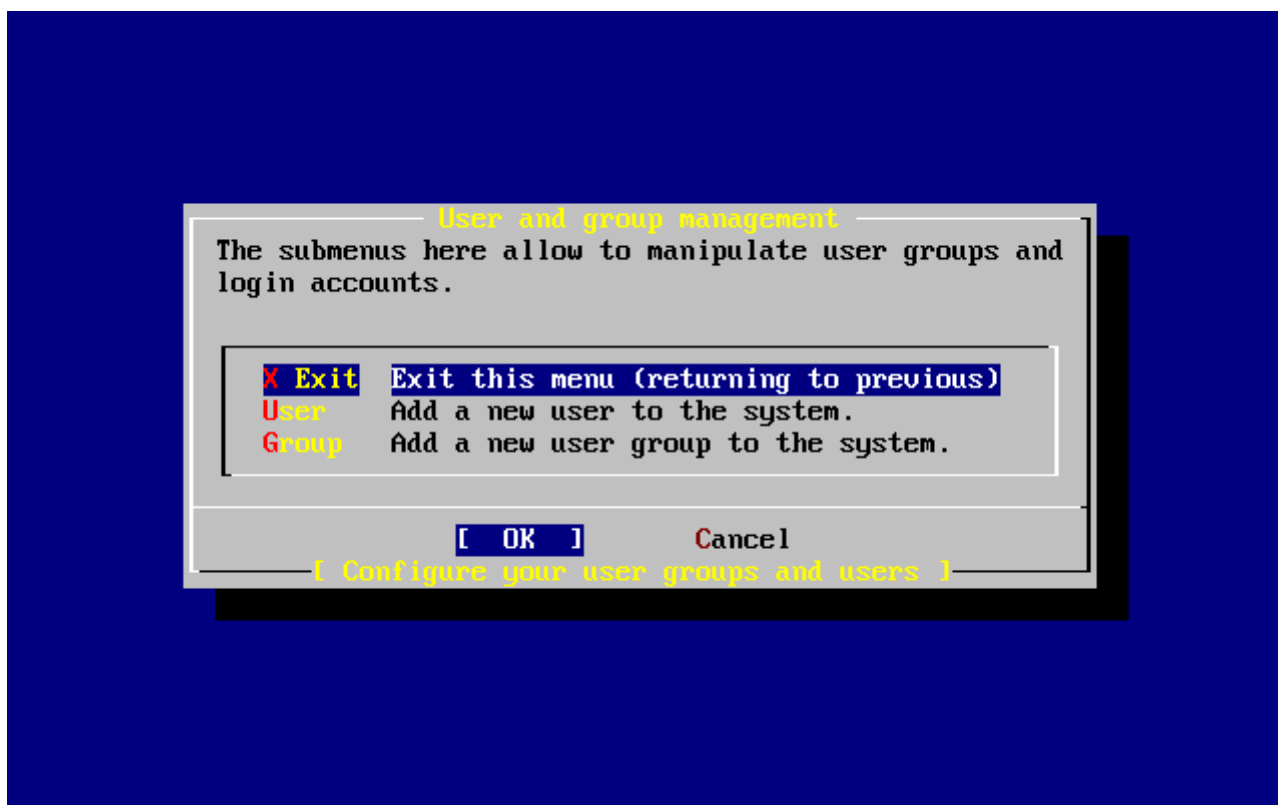 User and group management
The submenus here allow to manipulate user groups and
login accounts.
X Exit Exit this menu (returning to previous)
User Add a new user to the system.
Group Add a new user group to the system.
[ OK ] Cancel
[ Configure your user groups and users ]